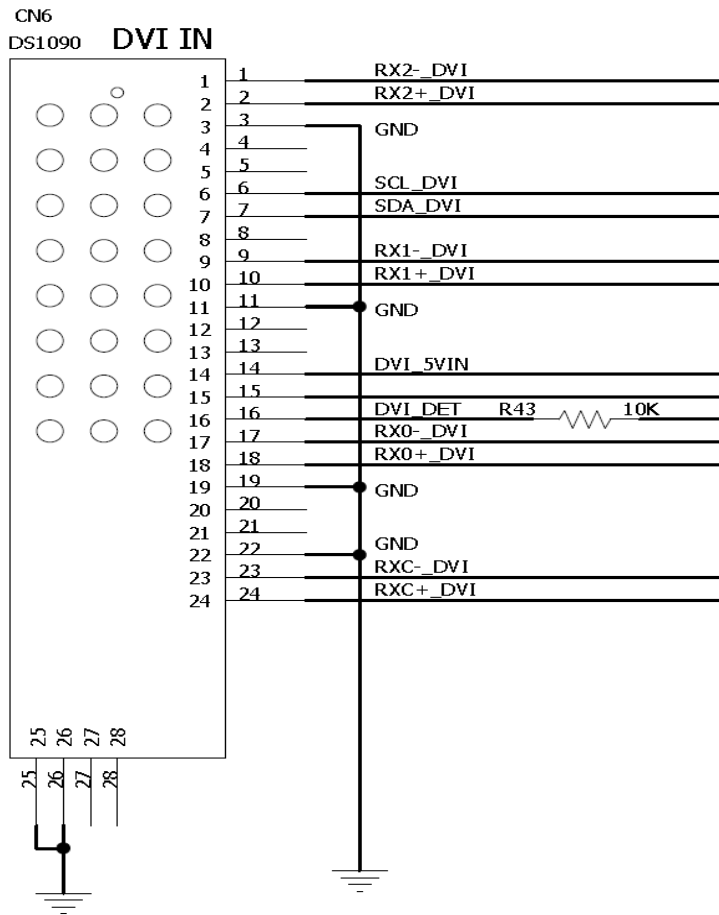 CN6
DS1090 DVI IN
1 1 RX2-_DVI
2 2 RX2+_DVI
3 3 GND
4 4
5 5
6 6 SCL_DVI
7 7 SDA_DVI
8 8
9 9 RX1-_DVI
10 10 RX1+_DVI
11 11 GND
12 12
13 13
14 14 DVI_5VIN
15 15
16 16 DVI_DET R43 10K
17 17 RX0-_DVI
18 18 RX0+_DVI
19 19 GND
20 20
21 21
22 22 GND
23 23 RXC-_DVI
24 24 RXC+_DVI
25 26 27 28
25 26 27 28